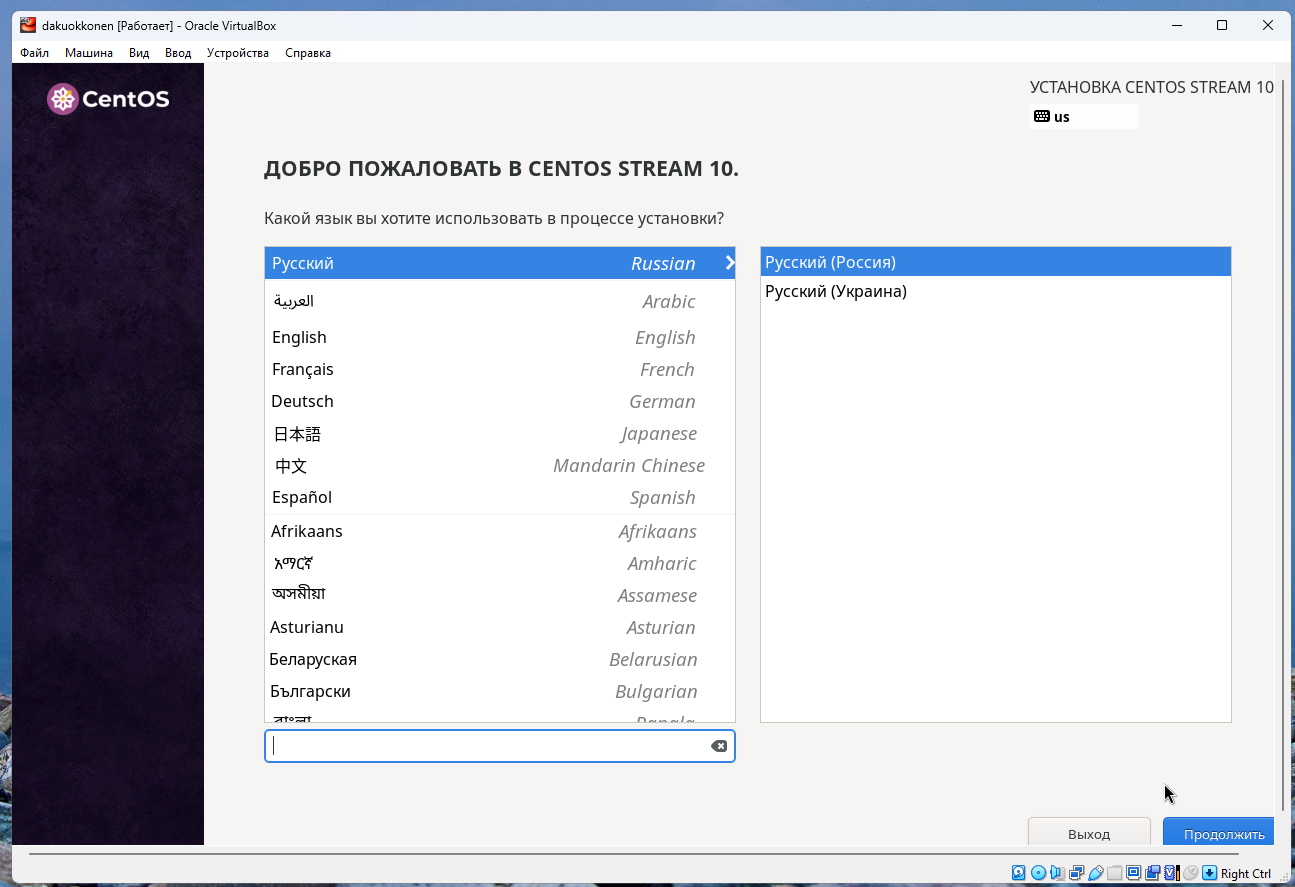 dakuokkonen [Работает] - Oracle VirtualBox
Файл Машина Вид Ввод Устройства Справка
CentOS
УСТАНОВКА CENTOS STREAM 10
us
ДОБРО ПОЖАЛОВАТЬ В CENTOS STREAM 10.
Какой язык вы хотите использовать в процессе установки?
Русский Russian
العربية Arabic
English English
Français French
Deutsch German
日本語 Japanese
中文 Mandarin Chinese
Español Spanish
Afrikaans Afrikaans
አማርኛ Amharic
অসমীয়া Assamese
Asturianu Asturian
Беларуская Belarusian
Български Bulgarian
বাংলা Bangla
Русский (Россия)
Русский (Украина)
Выход
Продолжить
Right Ctrl